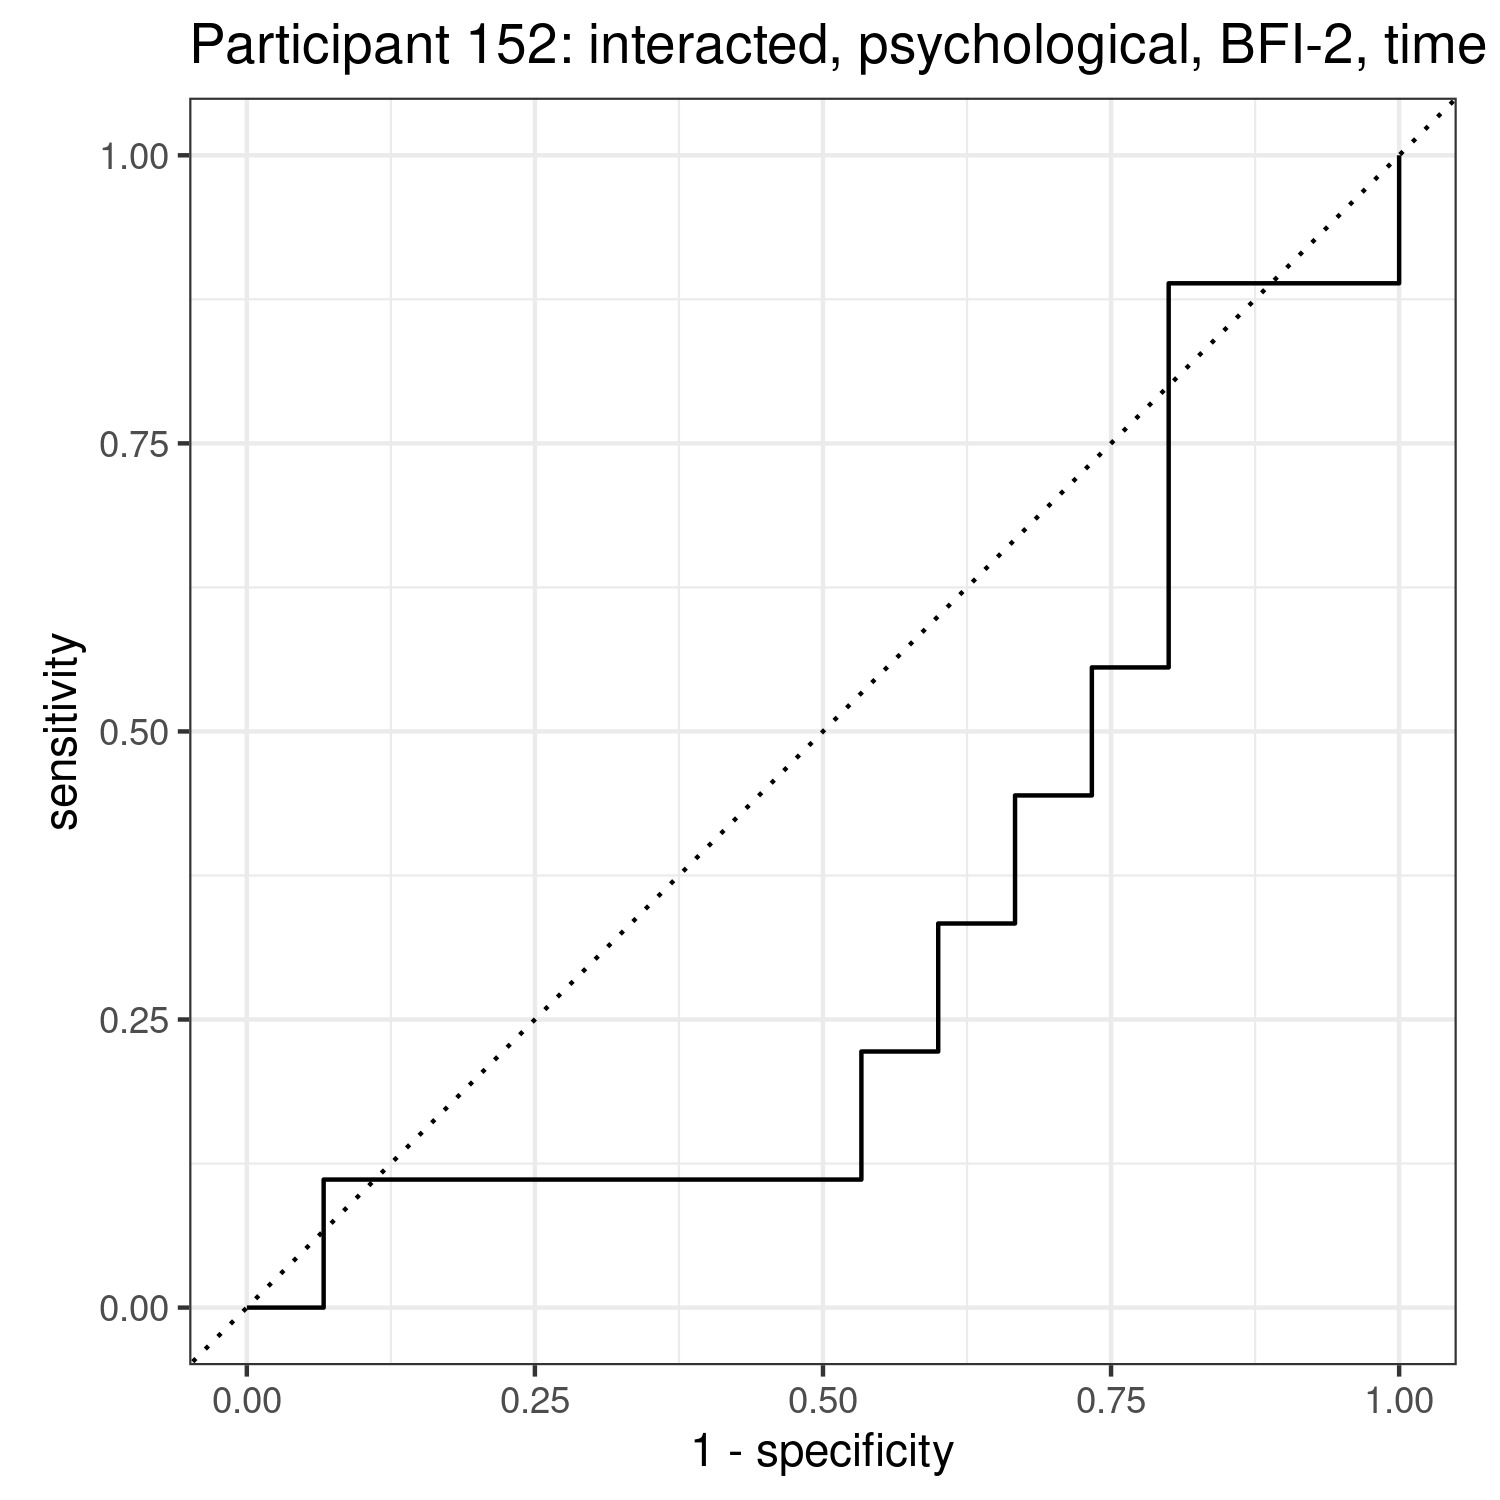 Participant 152: interacted, psychological, BFI-2, time
sensitivity
1.00
0.75
0.50
0.25
0.00
0.00 0.25 0.50 0.75 1.00
1 - specificity